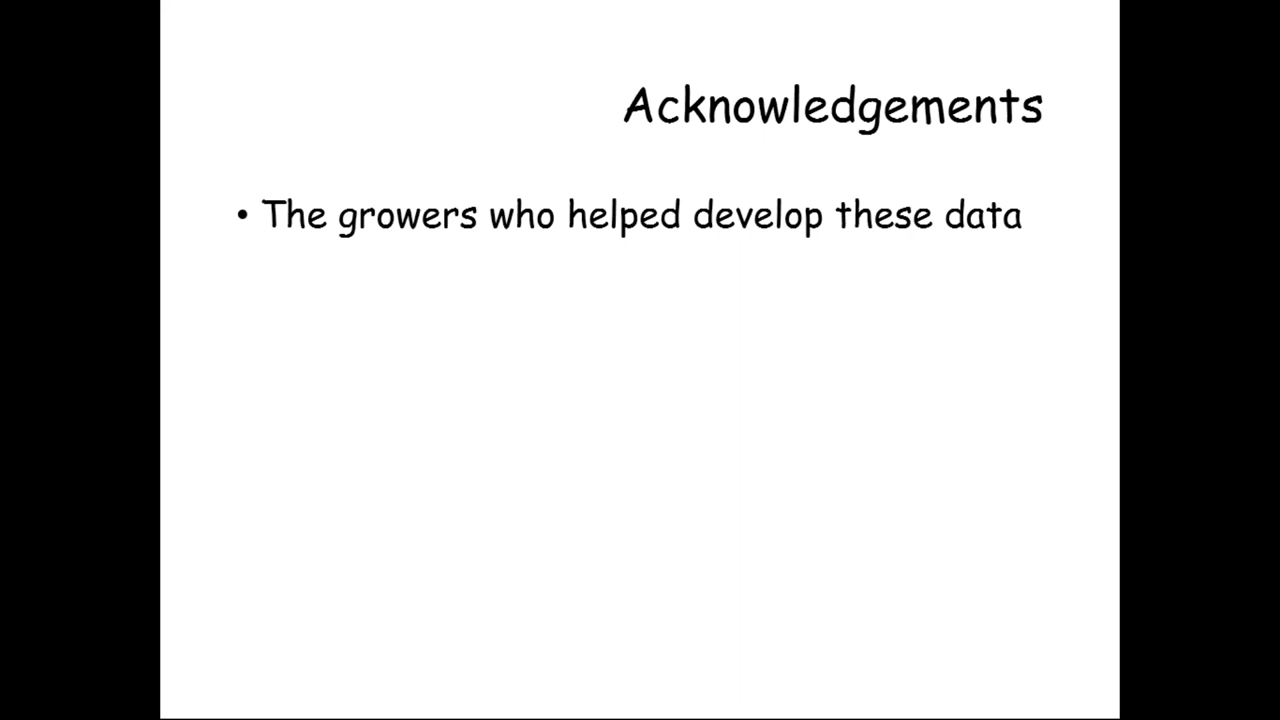 Acknowledgements
• The growers who helped develop these data